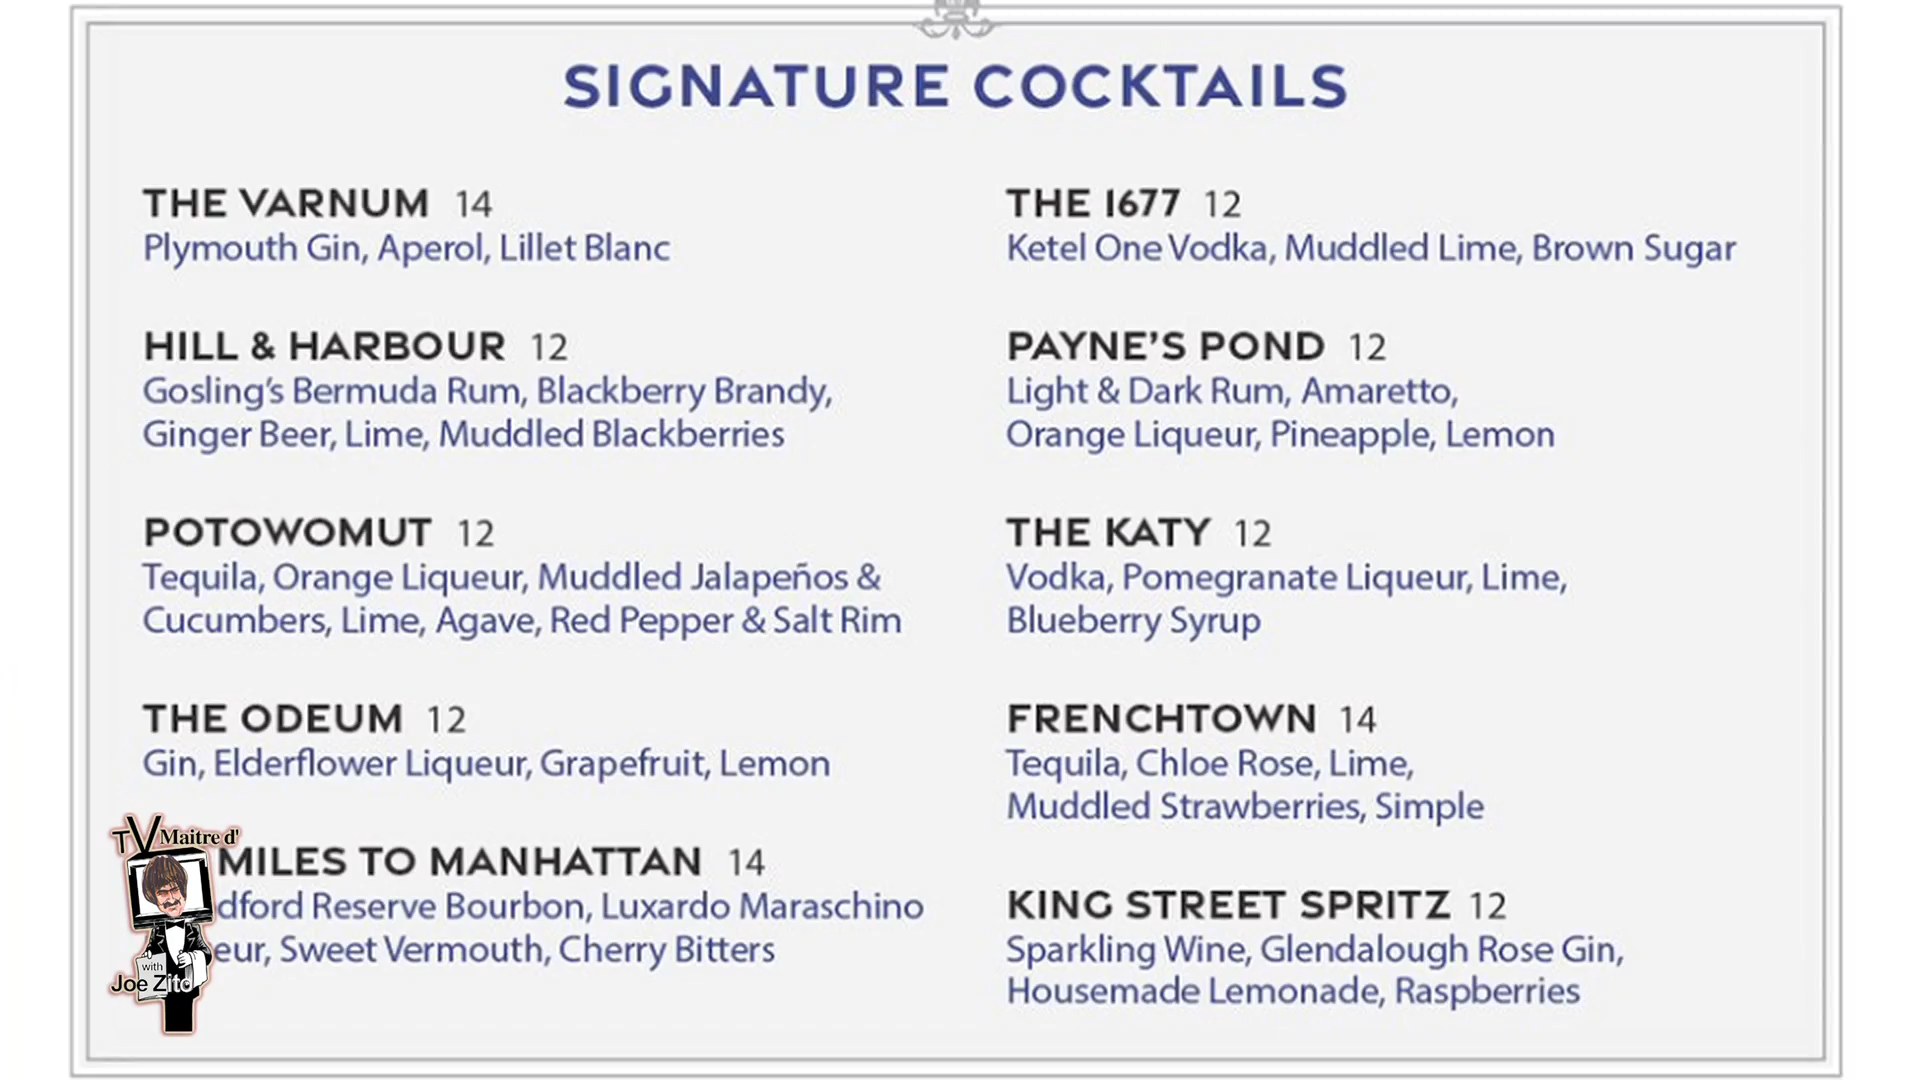 SIGNATURE COCKTAILS
THE VARNUM 14
Plymouth Gin, Aperol, Lillet Blanc
HILL & HARBOUR 12
Gosling's Bermuda Rum, Blackberry Brandy,
Ginger Beer, Lime, Muddled Blackberries
POTOWOMUT 12
Tequila, Orange Liqueur, Muddled Jalapeños &
Cucumbers, Lime, Agave, Red Pepper & Salt Rim
THE ODEUM 12
Gin, Elderflower Liqueur, Grapefruit, Lemon
MILES TO MANHATTAN 14
dford Reserve Bourbon, Luxardo Maraschino
eur, Sweet Vermouth, Cherry Bitters
THE 1677 12
Ketel One Vodka, Muddled Lime, Brown Sugar
PAYNE'S POND 12
Light & Dark Rum, Amaretto,
Orange Liqueur, Pineapple, Lemon
THE KATY 12
Vodka, Pomegranate Liqueur, Lime,
Blueberry Syrup
FRENCHTOWN 14
Tequila, Chloe Rose, Lime,
Muddled Strawberries, Simple
KING STREET SPRITZ 12
Sparkling Wine, Glendalough Rose Gin,
Housemade Lemonade, Raspberries
TV Maitre d'
with
Joe Zito